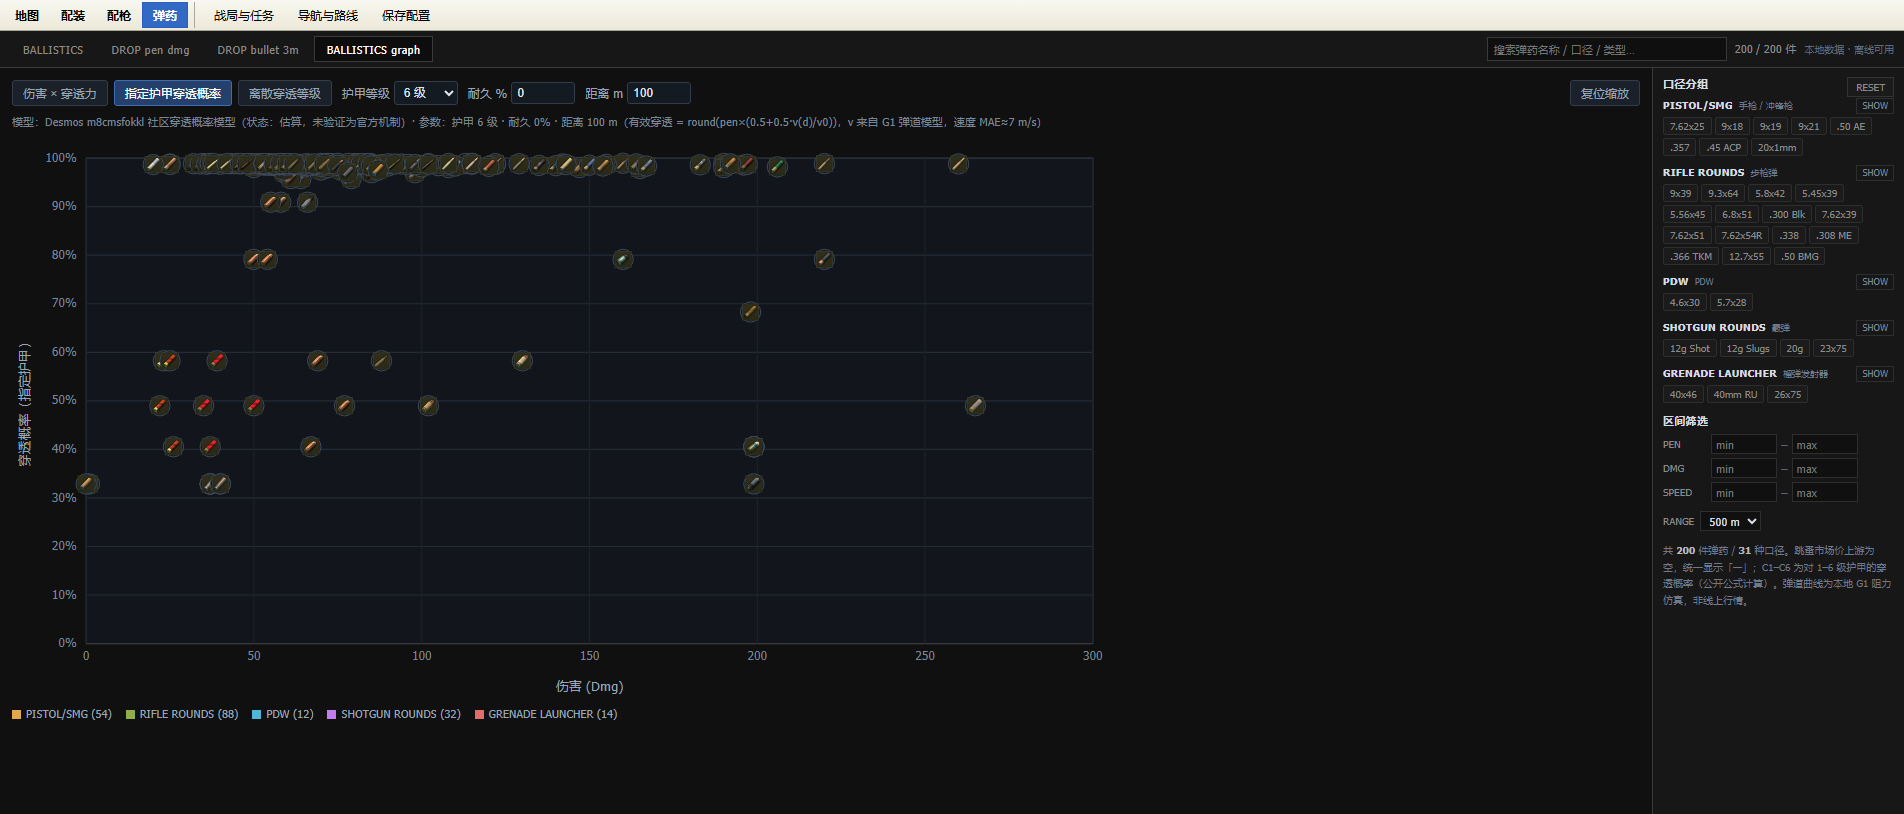 地图 配装 配枪 弹药 战局与任务 导航与路线 保存配置
BALLISTICS DROP pen dmg DROP bullet 3m BALLISTICS graph 搜索弹药名称 / 口径 / 类型... 200 / 200 件 本地数据 · 离线可用
伤害 × 穿透力 指定护甲穿透概率 离散穿透等级 护甲等级 6 级 耐久 % 0 距离 m 100 复位缩放
模型: Desmos m8cmsfokkl 社区穿透概率模型（状态: 估算, 未验证为官方机制）· 参数: 护甲 6 级 · 耐久 0% · 距离 100 m（有效穿透 = round(pen×(0.5+0.5·v(d)/v0)), v 来自 G1 弹道模型, 速度 MAE≈7 m/s）
100%
90%
80%
70%
60%
50%
40%
30%
20%
10%
0%
穿透概率（指定护甲）
0 50 100 150 200 250 300
伤害 (Dmg)
PISTOL/SMG (54) RIFLE ROUNDS (88) PDW (12) SHOTGUN ROUNDS (32) GRENADE LAUNCHER (14)
口径分组 RESET
PISTOL/SMG 手枪 / 冲锋枪 SHOW
7.62x25 9x18 9x19 9x21 .50 AE
.357 .45 ACP 20x1mm
RIFLE ROUNDS 步枪弹 SHOW
9x39 9.3x64 5.8x42 5.45x39
5.56x45 6.8x51 .300 Blk 7.62x39
7.62x51 7.62x54R .338 .308 ME
.366 TKM 12.7x55 .50 BMG
PDW PDW SHOW
4.6x30 5.7x28
SHOTGUN ROUNDS 霰弹 SHOW
12g Shot 12g Slugs 20g 23x75
GRENADE LAUNCHER 榴弹发射器 SHOW
40x46 40mm RU 26x75
区间筛选
PEN min — max
DMG min — max
SPEED min — max
RANGE 500 m
共 200 件弹药 / 31 种口径。跳蚤市场价上游为
空, 统一显示「—」; C1–C6 为对 1–6 级护甲的穿
透概率（公开公式计算）。弹道曲线为本地 G1 阻力
仿真, 非线上行情。